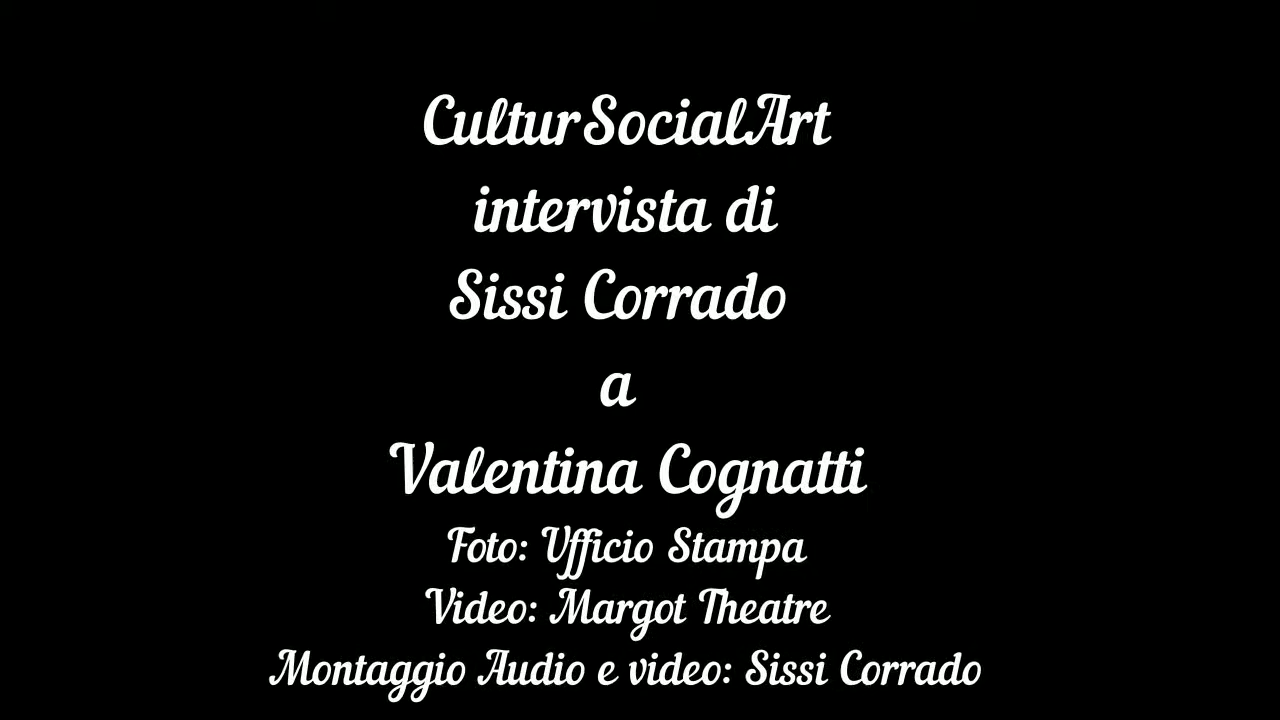 CulturSocialArt
intervista di
Sissi Corrado
a
Valentina Cognatti
Foto: Ufficio Stampa
Video: Margot Theatre
Montaggio Audio e video: Sissi Corrado